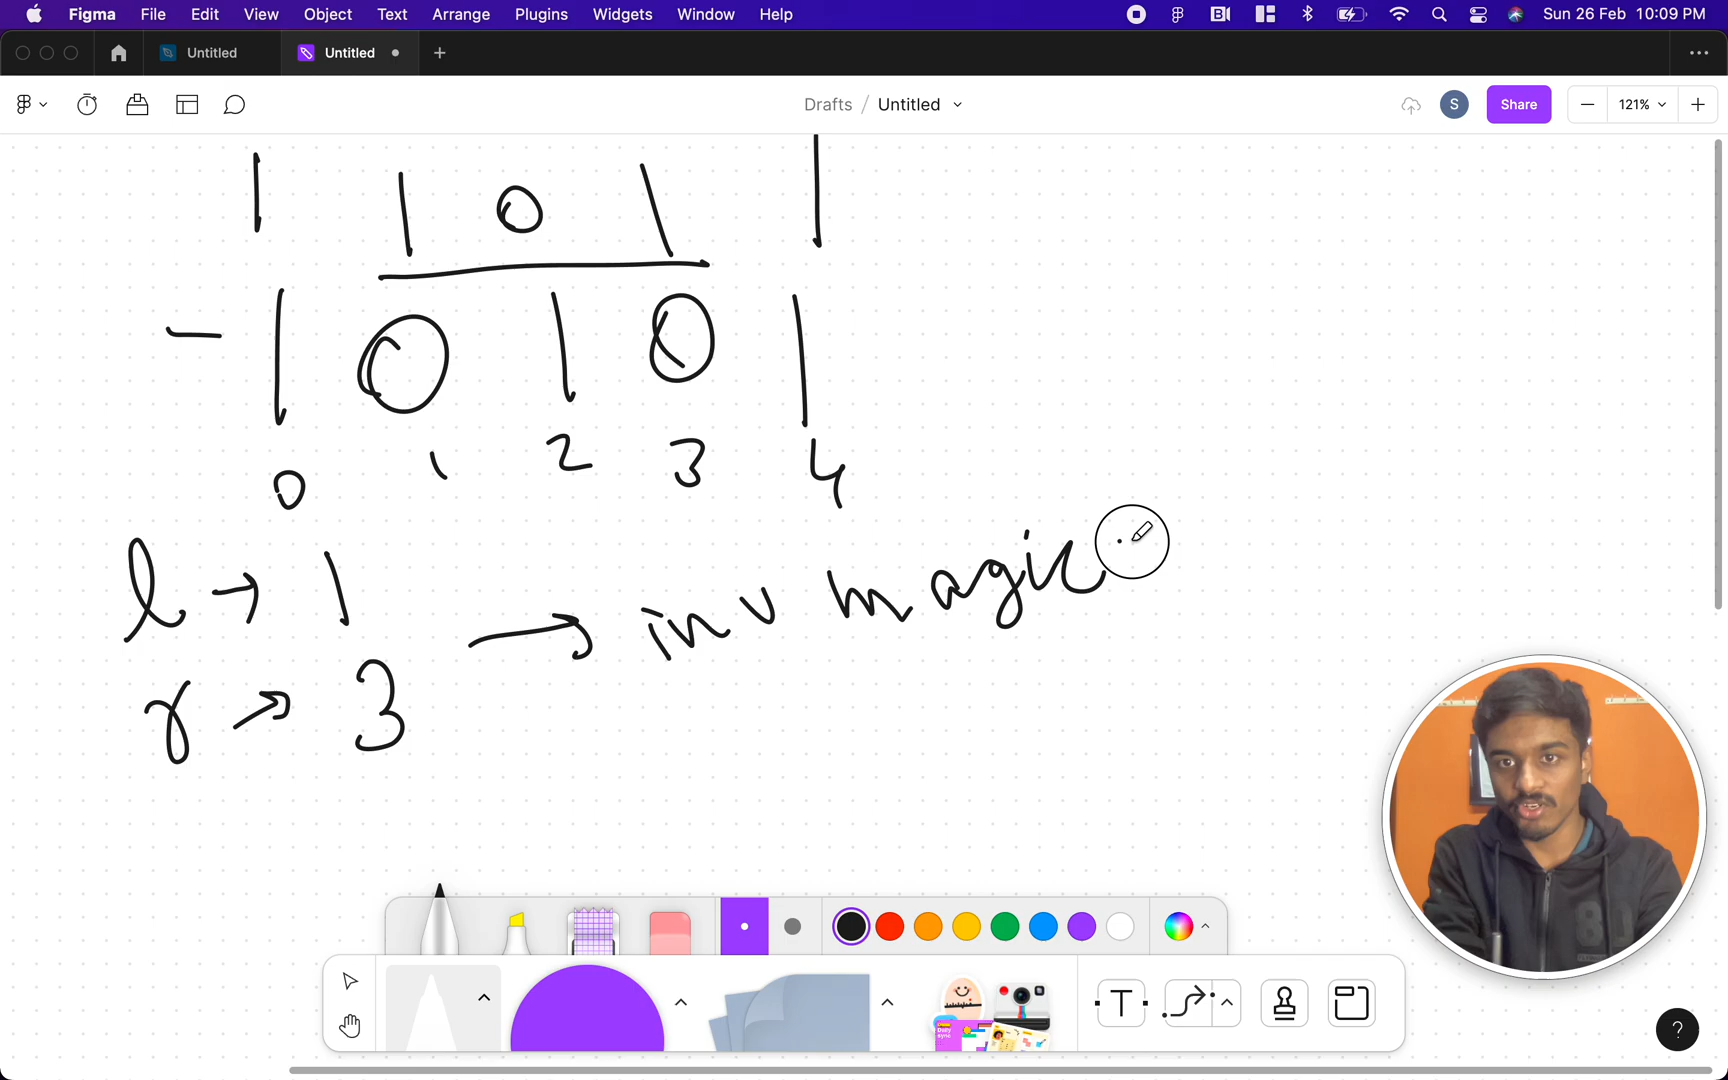 Figma File Edit View Object Text Arrange Plugins Widgets Window Help Sun 26 Feb 10:09 PM
Untitled Untitled
Drafts / Untitled S Share 121%
1 1 0 1 1
- 1 0 1 0 1
0 1 2 3 4
l → 1
r → 3 → inv magic
T
?